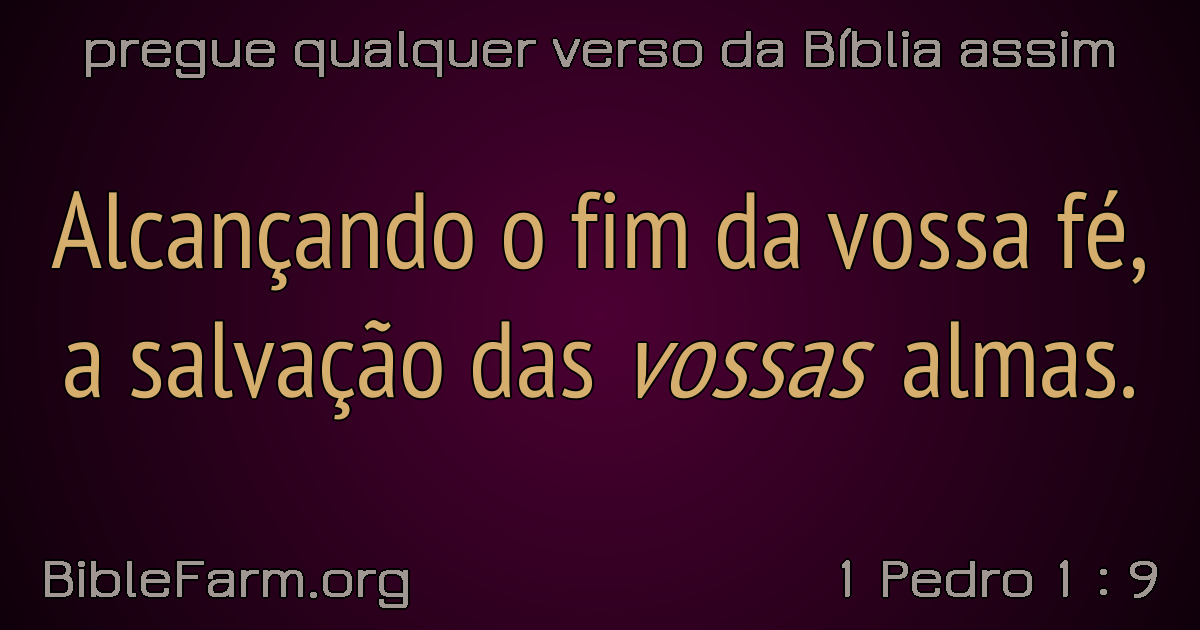 pregue qualquer verso da Bíblia assim
Alcançando o fim da vossa fé,
a salvação das vossas almas.
BibleFarm.org
1 Pedro 1 : 9